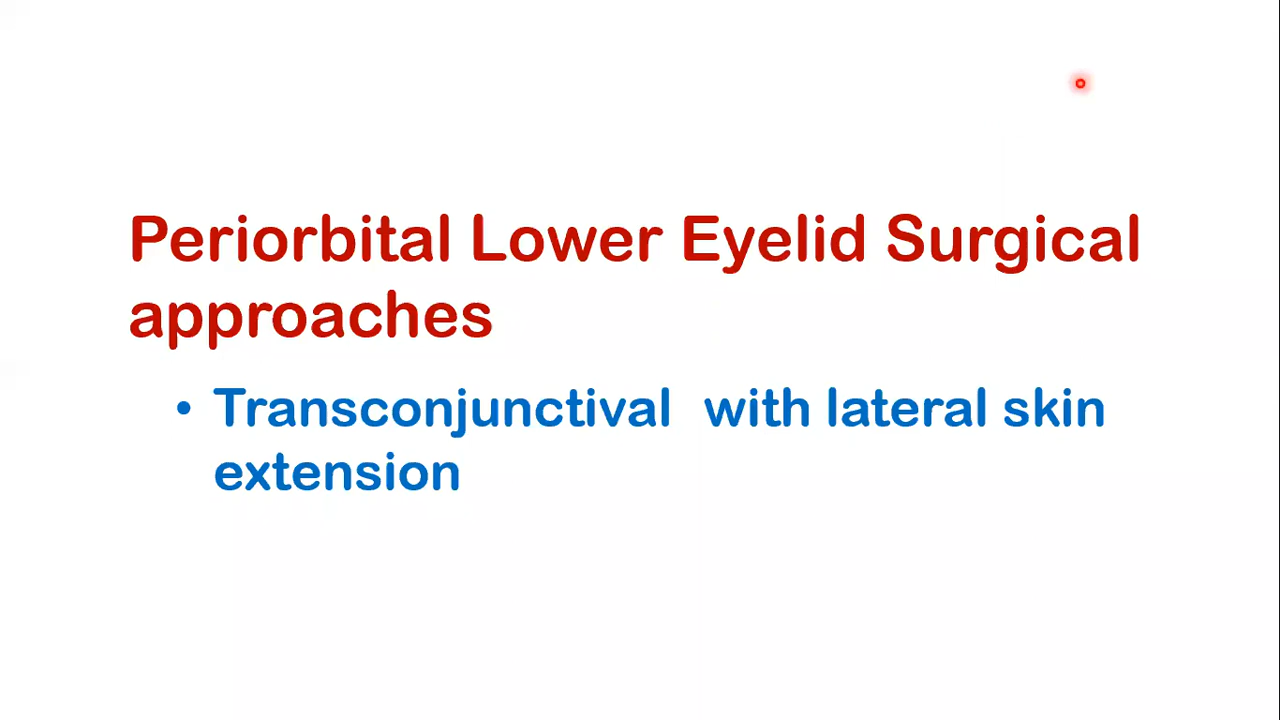 Periorbital Lower Eyelid Surgical
approaches
• Transconjunctival  with lateral skin
extension